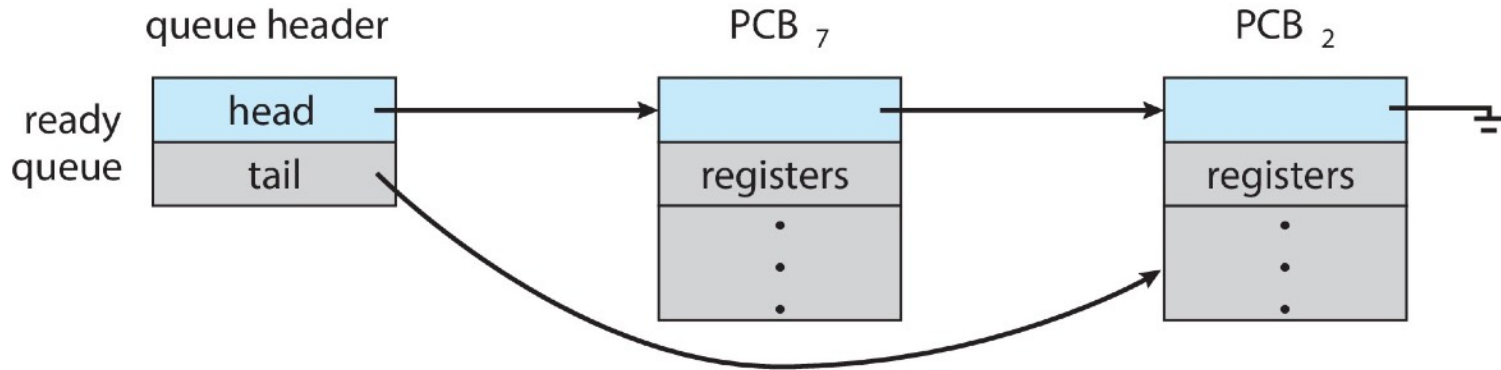 queue header
PCB 7
PCB 2
ready
queue
head
tail
registers
registers